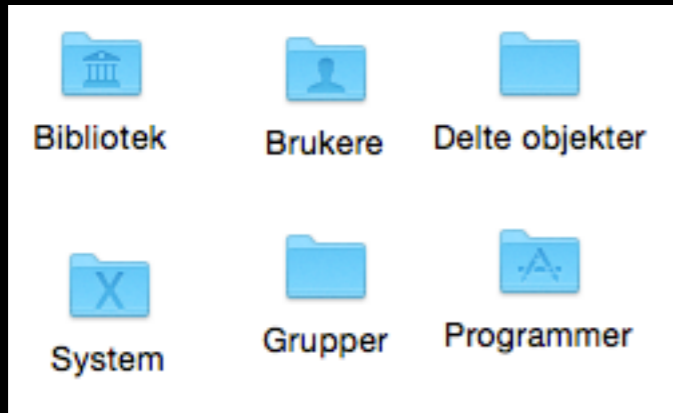 Bibliotek
Brukere
Delte objekter
System
Grupper
Programmer